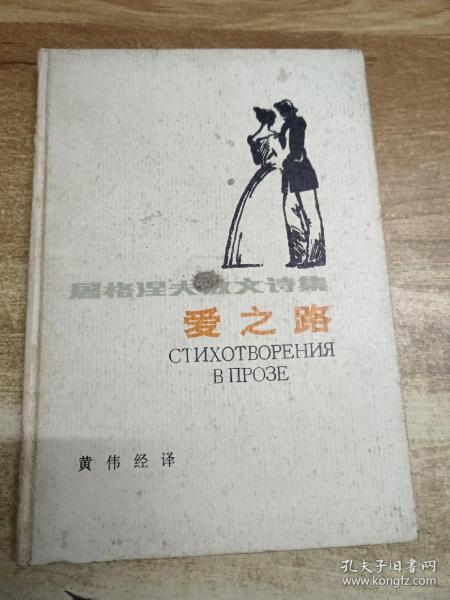 屠格涅夫散文诗集
爱之路
СТИХОТВОРЕНИЯ
В ПРОЗЕ
黄伟经译
孔夫子旧书网
www.kongfz.com